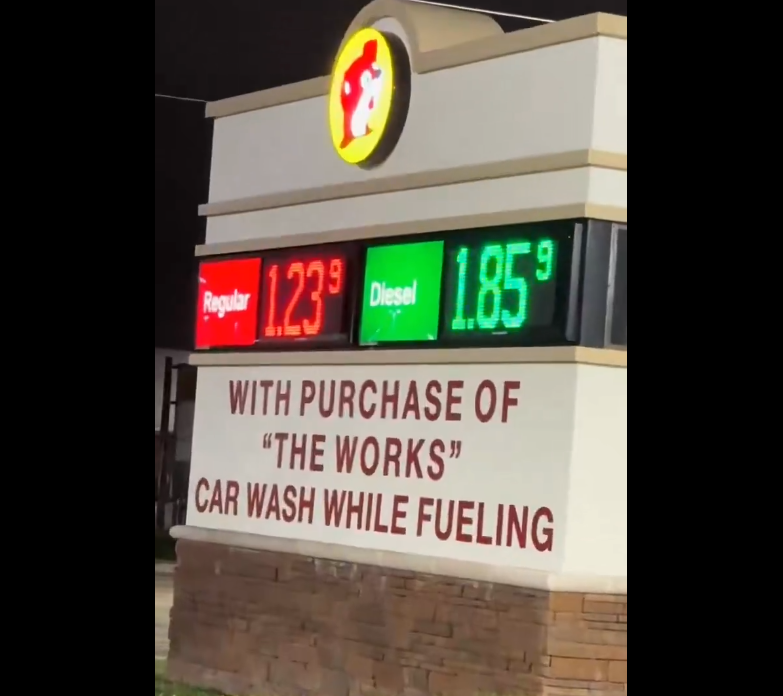 Regular 1.23 9 Diesel 1.85 9
WITH PURCHASE OF
“THE WORKS”
CAR WASH WHILE FUELING